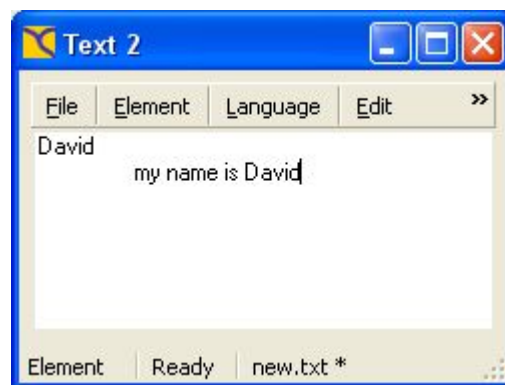 Text 2
File Element Language Edit »
David
my name is David
Element Ready new.txt *